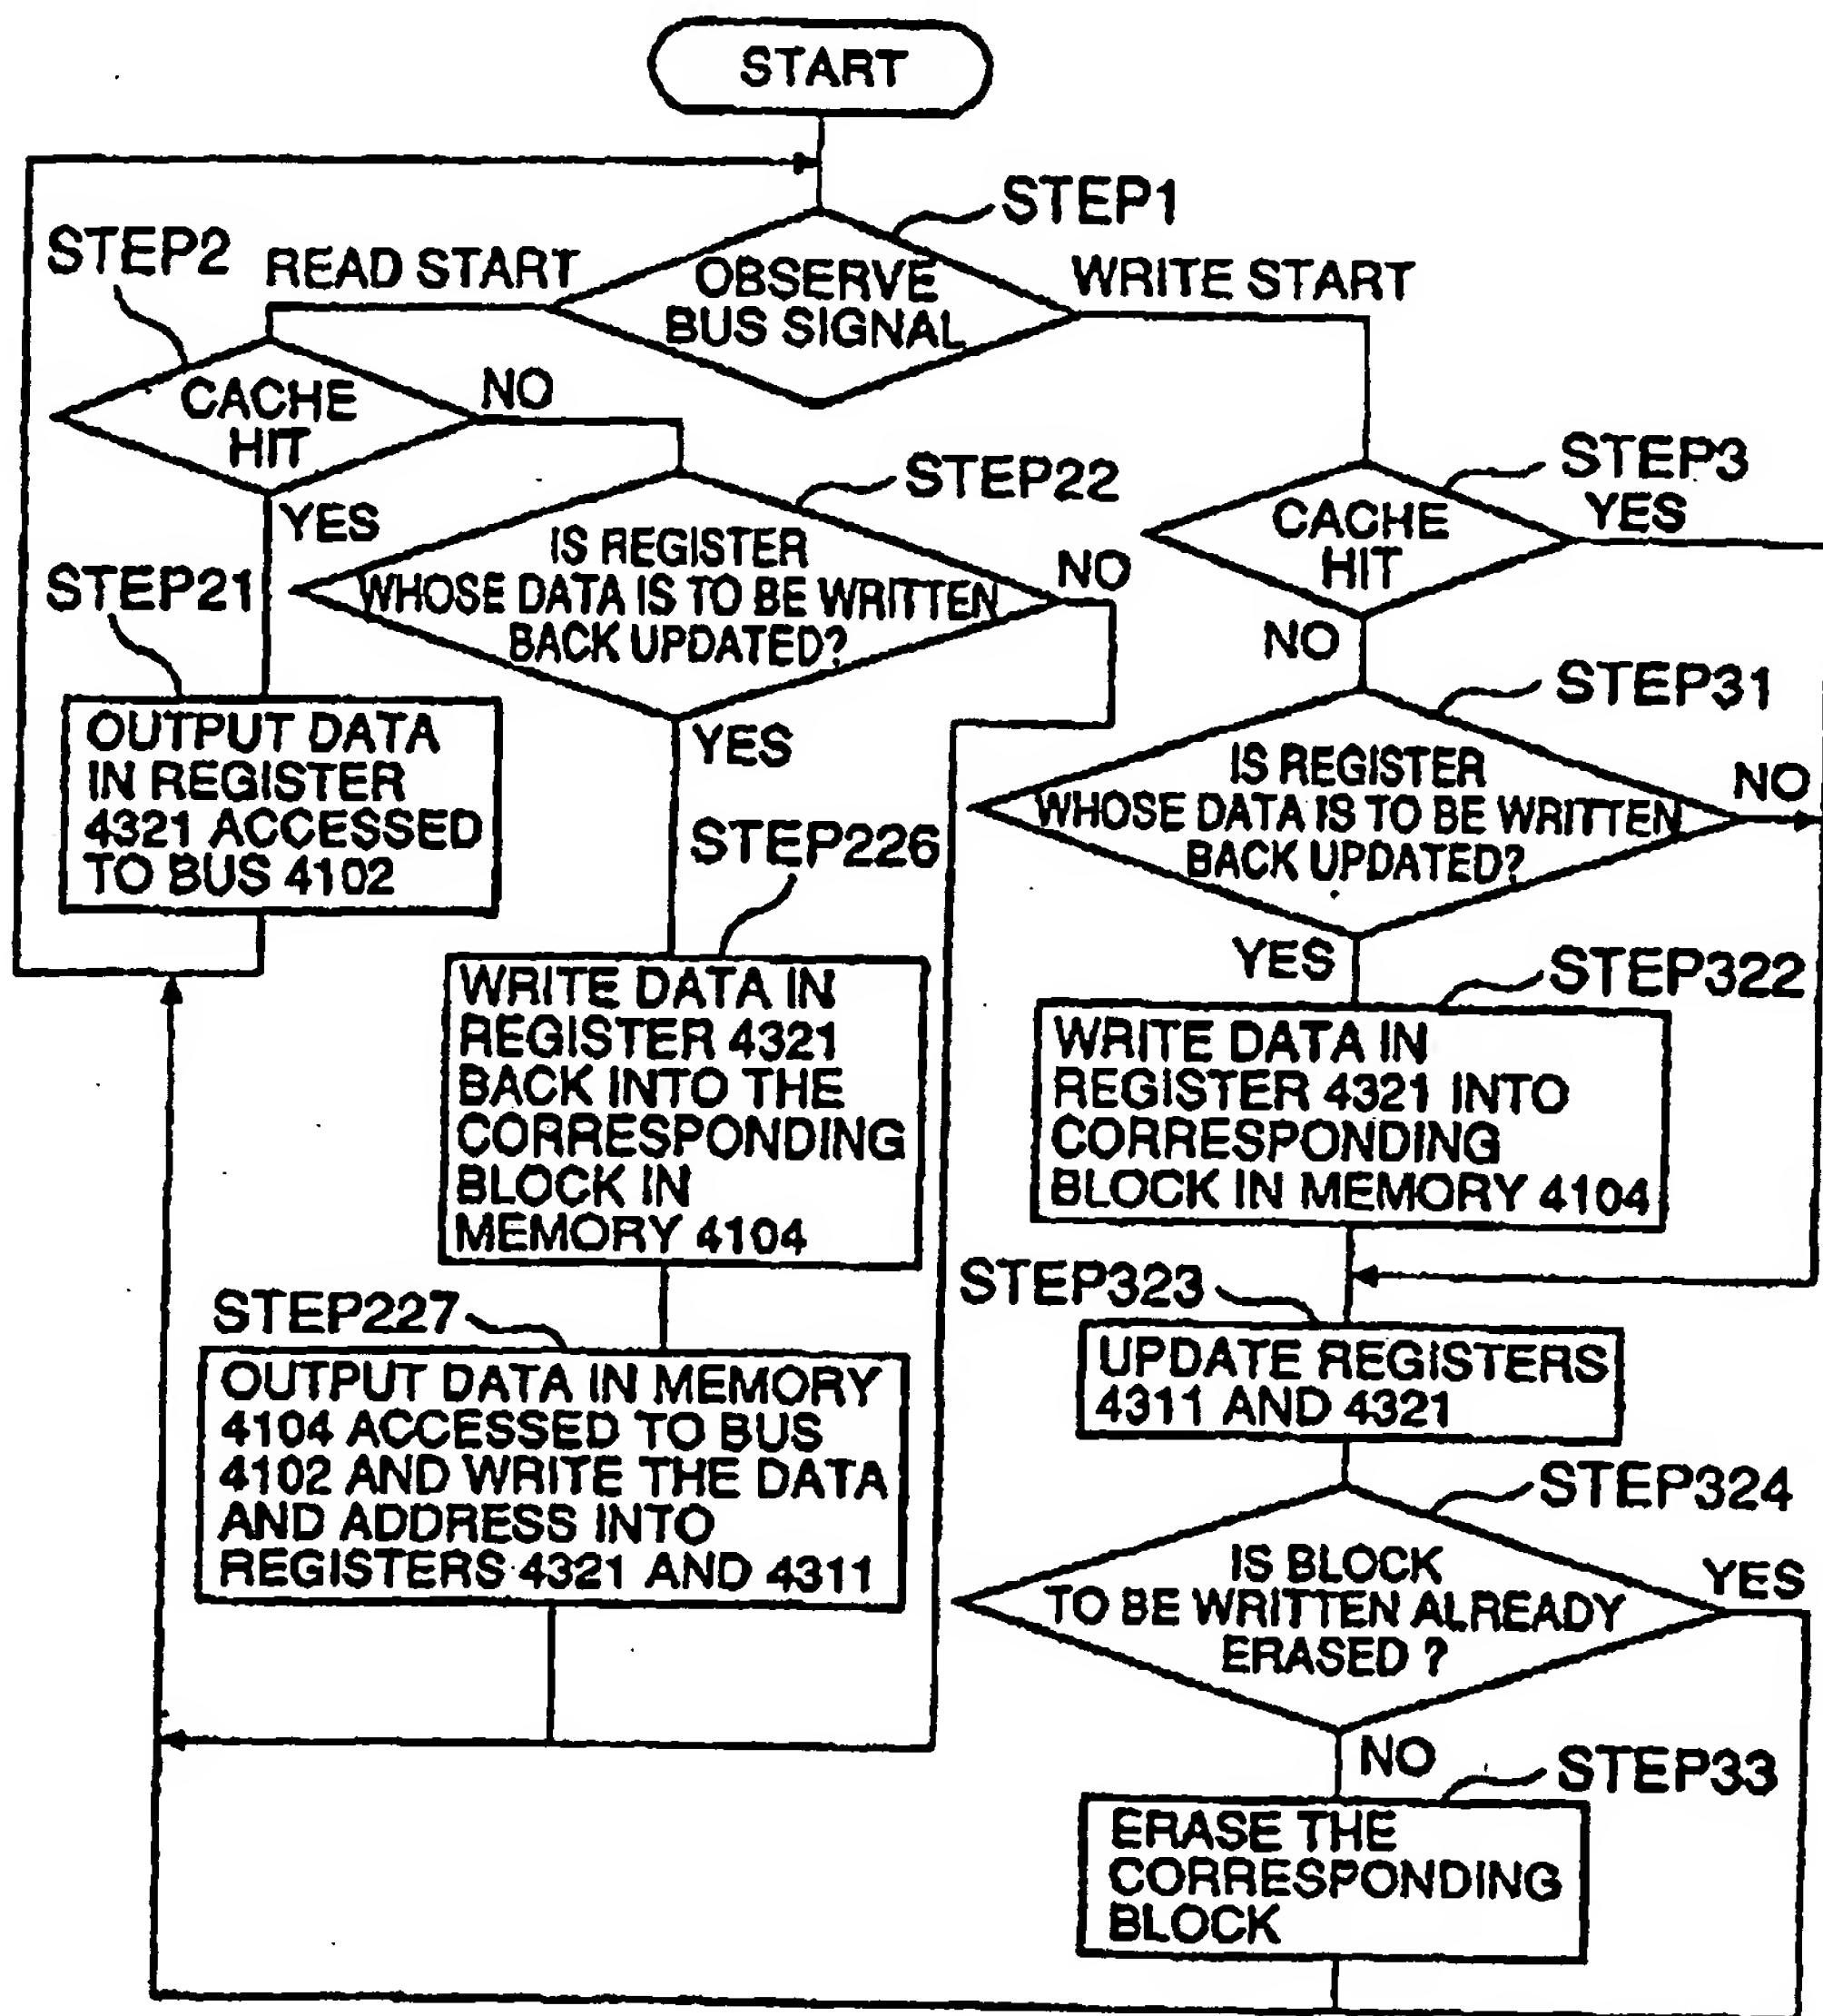 START
STEP1
STEP2
READ START
OBSERVE
BUS SIGNAL
WRITE START
CACHE
HIT
NO
YES
STEP22
IS REGISTER
WHOSE DATA IS TO BE WRITTEN
BACK UPDATED?
NO
YES
STEP21
OUTPUT DATA
IN REGISTER
4321 ACCESSED
TO BUS 4102
STEP226
WRITE DATA IN
REGISTER 4321
BACK INTO THE
CORRESPONDING
BLOCK IN
MEMORY 4104
STEP227
OUTPUT DATA IN MEMORY
4104 ACCESSED TO BUS
4102 AND WRITE THE DATA
AND ADDRESS INTO
REGISTERS 4321 AND 4311
STEP3
CACHE
HIT
YES
NO
STEP31
IS REGISTER
WHOSE DATA IS TO BE WRITTEN
BACK UPDATED?
NO
YES
STEP322
WRITE DATA IN
REGISTER 4321 INTO
CORRESPONDING
BLOCK IN MEMORY 4104
STEP323
UPDATE REGISTERS
4311 AND 4321
STEP324
IS BLOCK
TO BE WRITTEN ALREADY
ERASED ?
YES
NO
STEP33
ERASE THE
CORRESPONDING
BLOCK